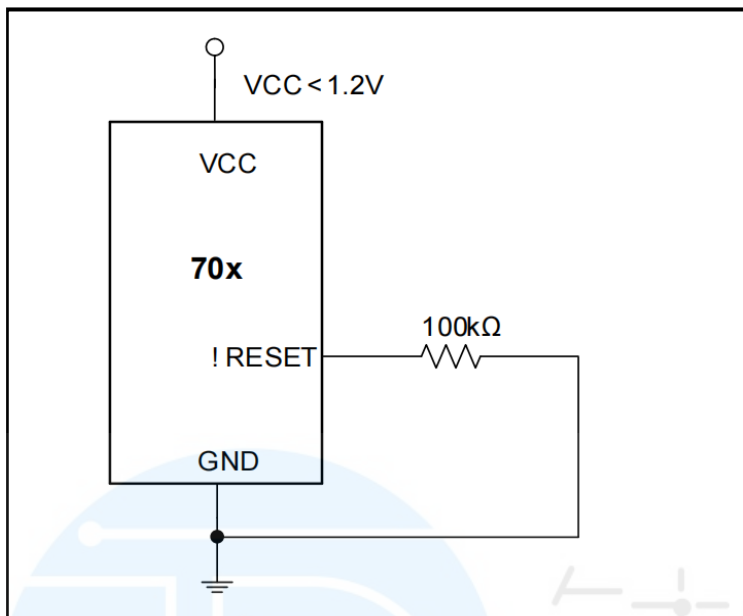 VCC<1.2V
VCC
70x
100kΩ
! RESET
GND